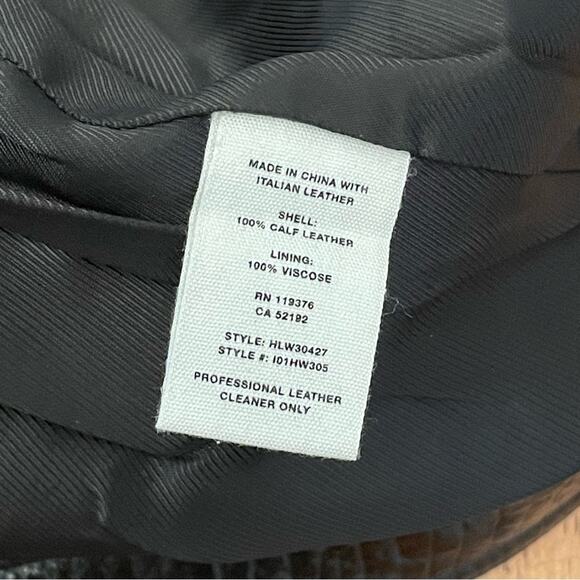 MADE IN CHINA WITH
ITALIAN LEATHER
SHELL:
100% CALF LEATHER
LINING:
100% VISCOSE
RN 119376
CA 52192
STYLE: HLW30427
STYLE #: I01HW305
PROFESSIONAL LEATHER
CLEANER ONLY